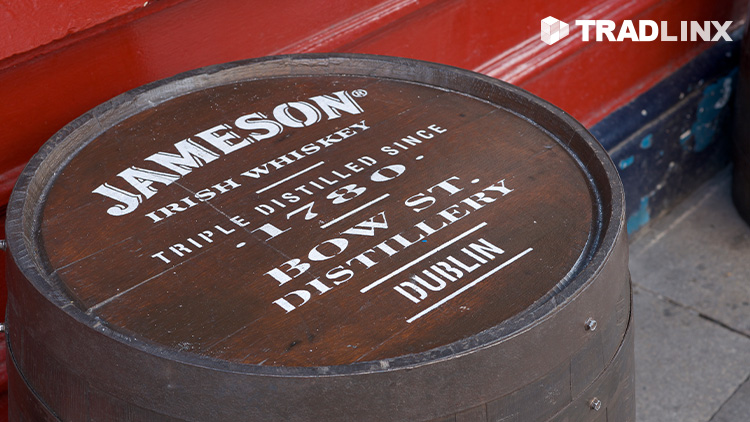 TRADLINX
JAMESON®
IRISH WHISKEY
TRIPLE DISTILLED SINCE
· 1780 ·
BOW ST.
DISTILLERY
DUBLIN